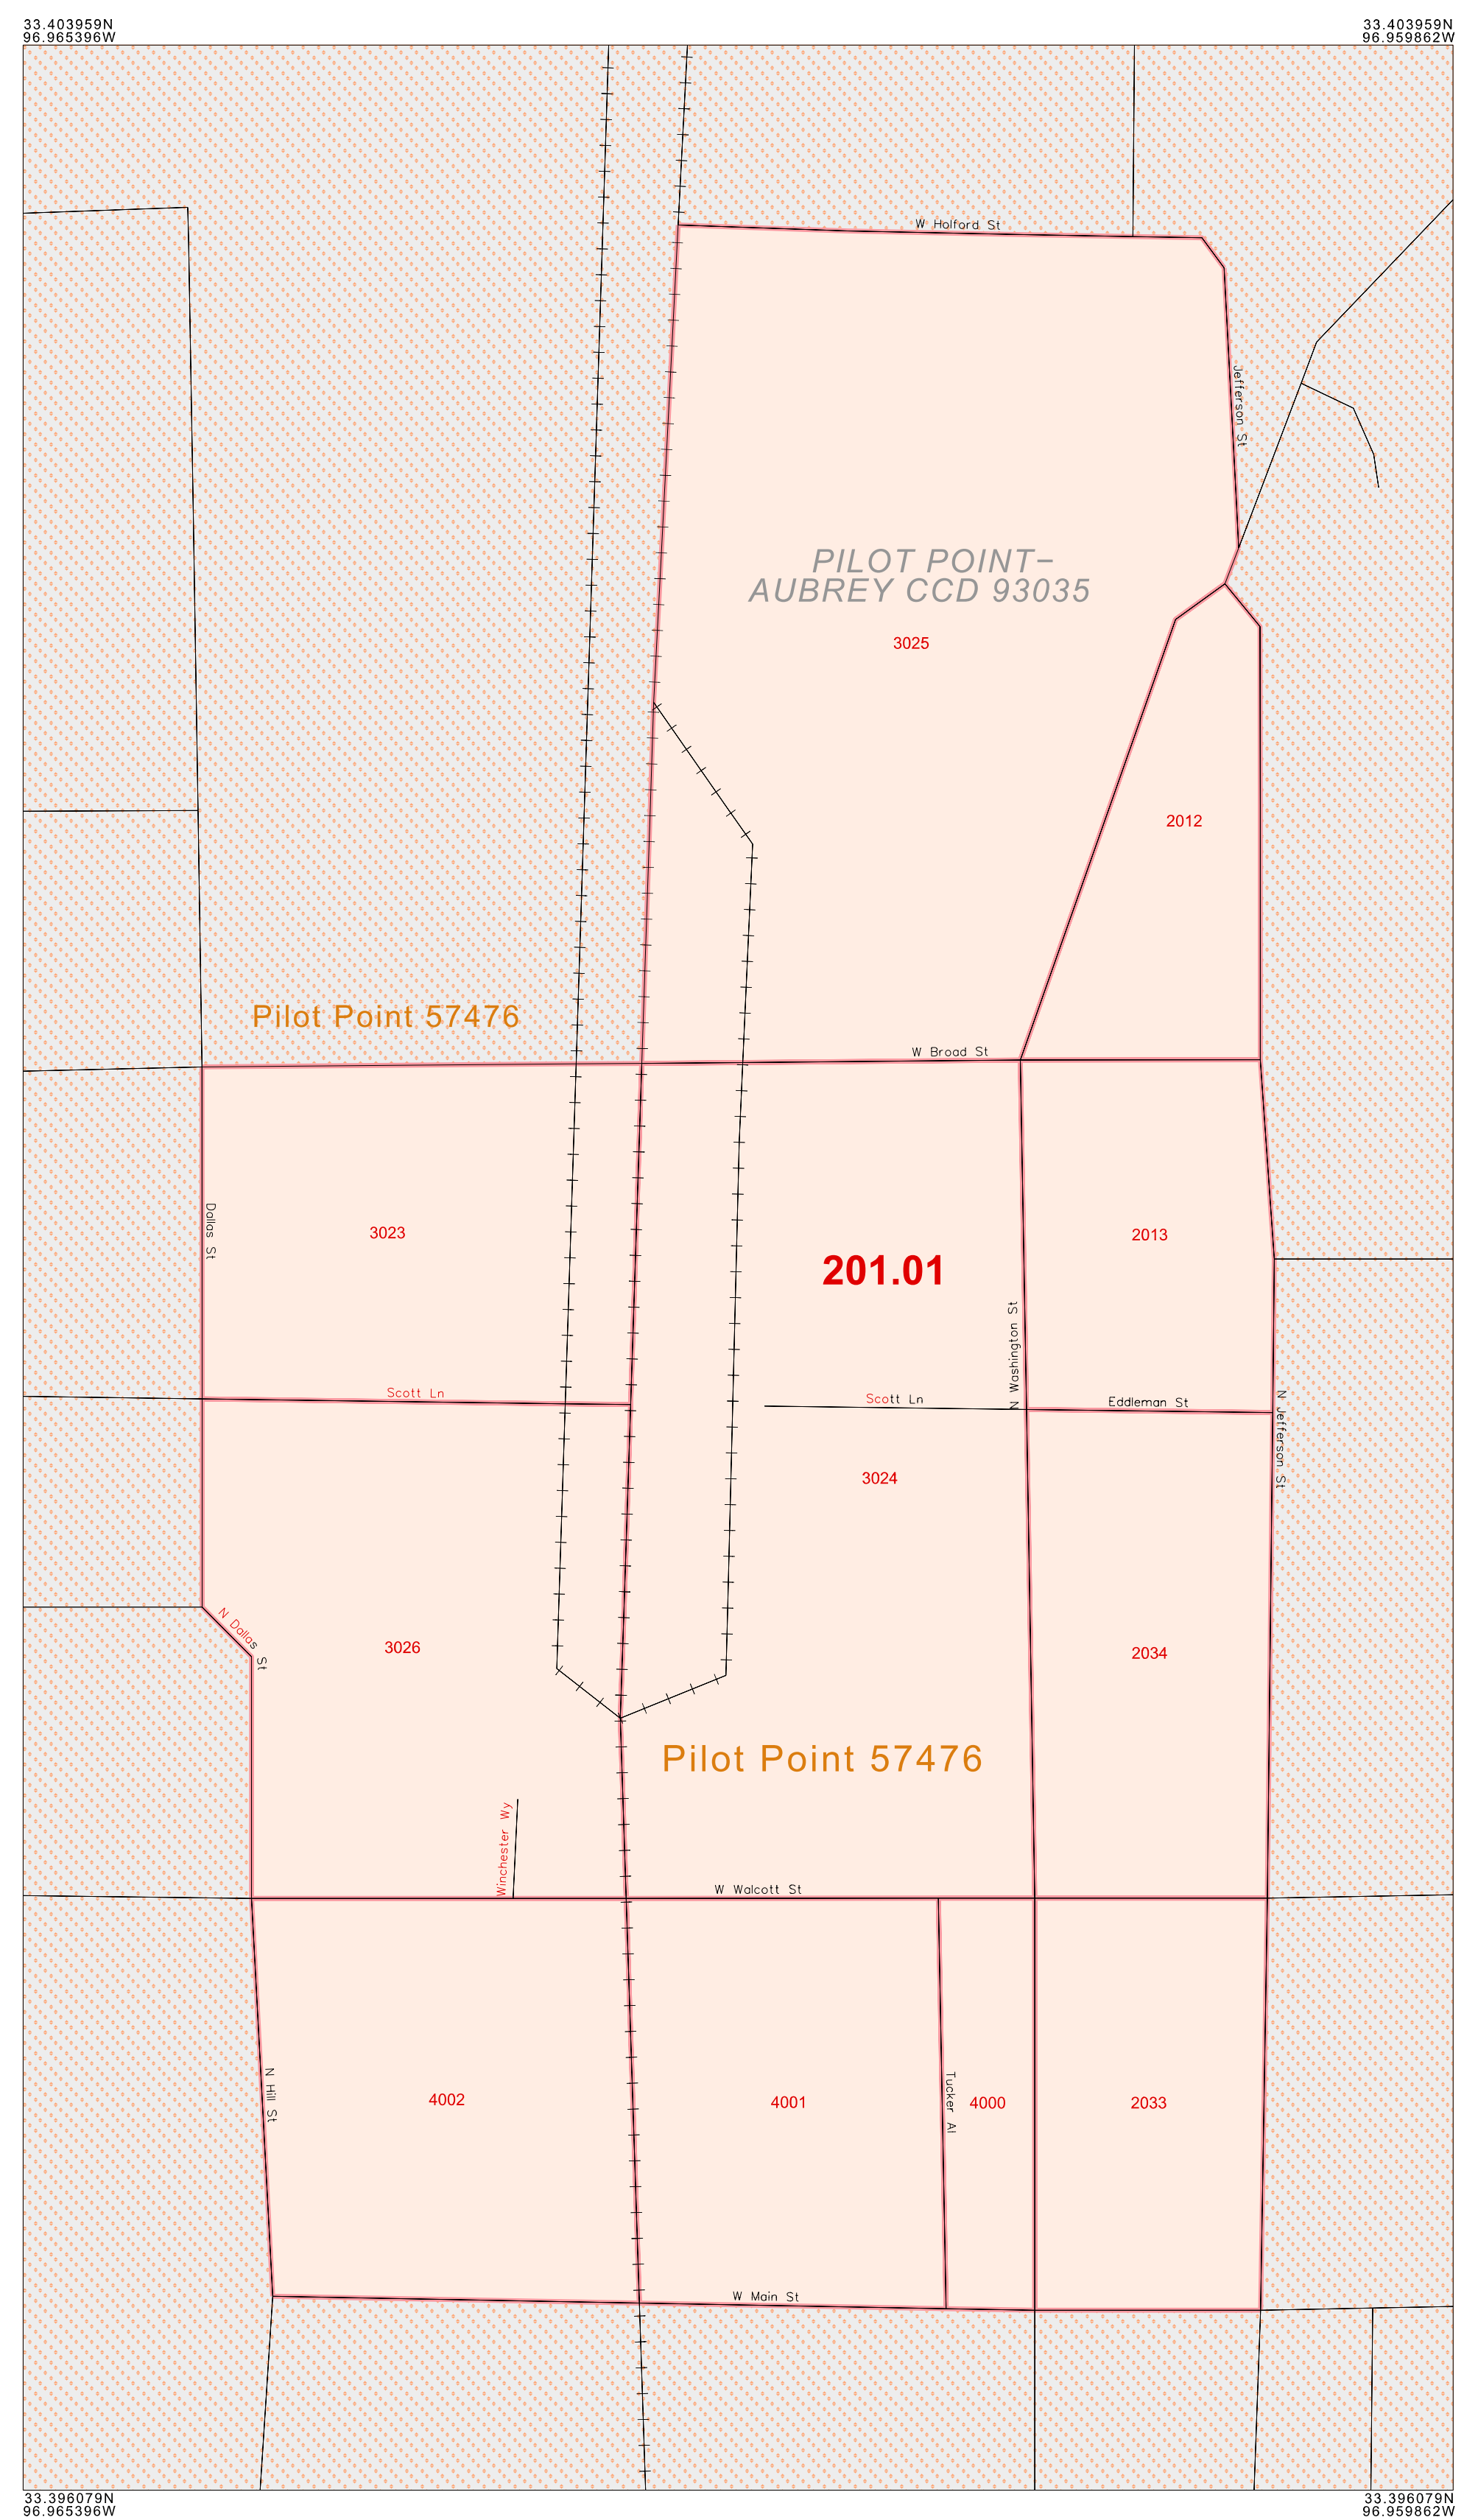 33.403959N
96.965396W
33.403959N
96.959862W
W Holford St
Jefferson St
PILOT POINT-
AUBREY CCD 93035
3025
2012
Pilot Point 57476
W Broad St
Dallas St
3023
2013
201.01
N Washington St
Scott Ln
Scott Ln
Eddleman St
N Jefferson St
3024
N Dallas St
3026
2034
Pilot Point 57476
Winchester Wy
W Walcott St
N Hill St
4002
4001
Tucker Al
4000
2033
W Main St
33.396079N
96.965396W
33.396079N
96.959862W